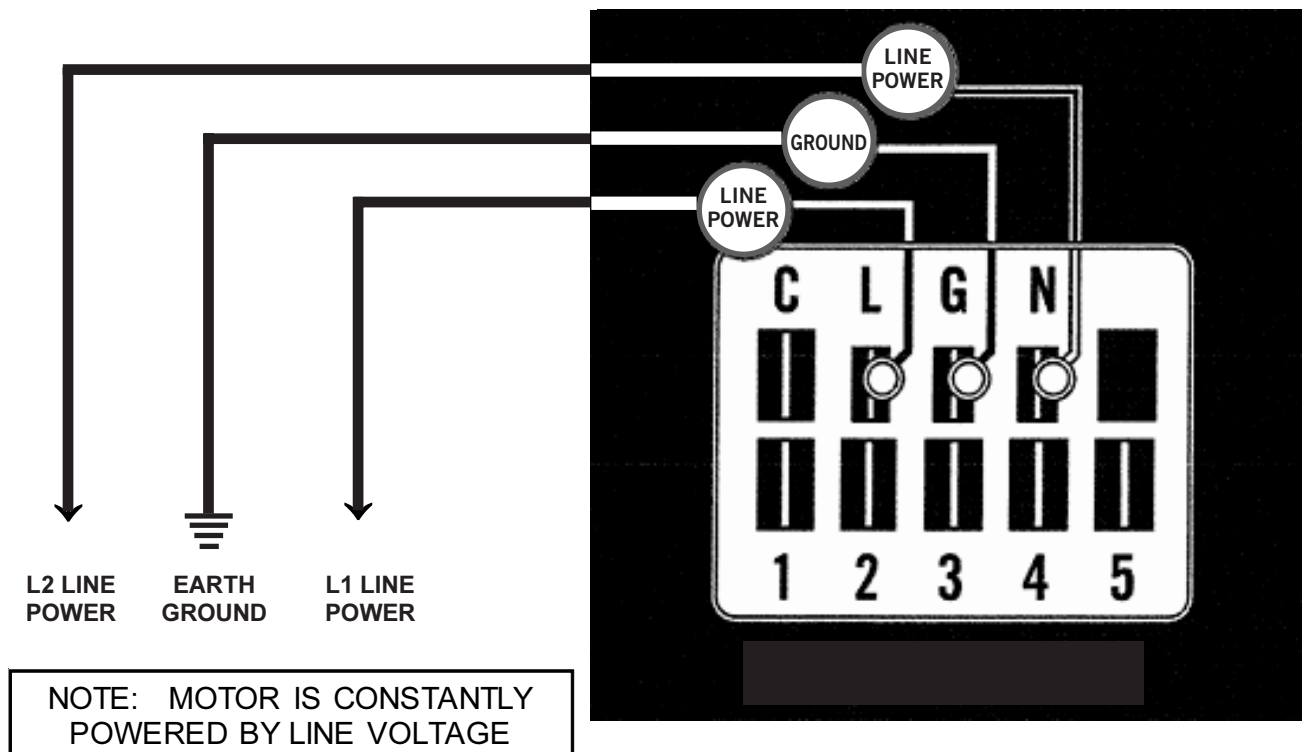 LINE
POWER
GROUND
LINE
POWER
C L G N
1 2 3 4 5
L2 LINE
POWER
EARTH
GROUND
L1 LINE
POWER
NOTE: MOTOR IS CONSTANTLY
POWERED BY LINE VOLTAGE